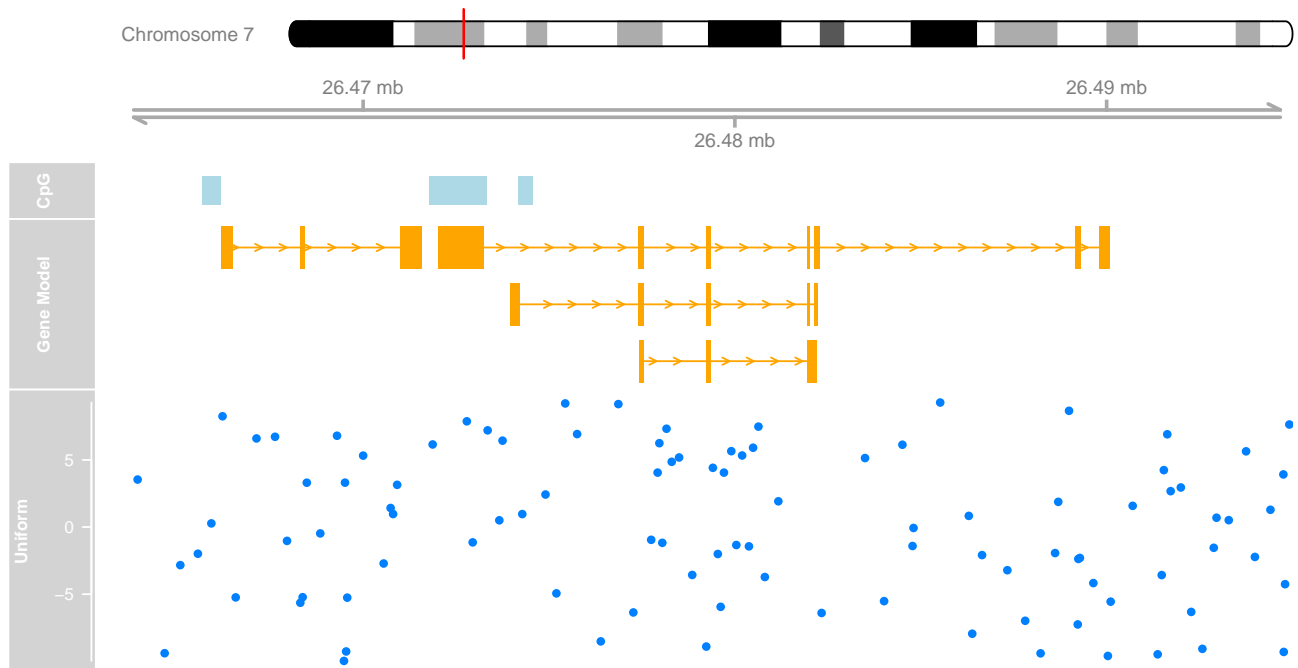 Chromosome 7
26.47 mb
26.49 mb
26.48 mb
CpG
Gene Model
Uniform
5
0
−5